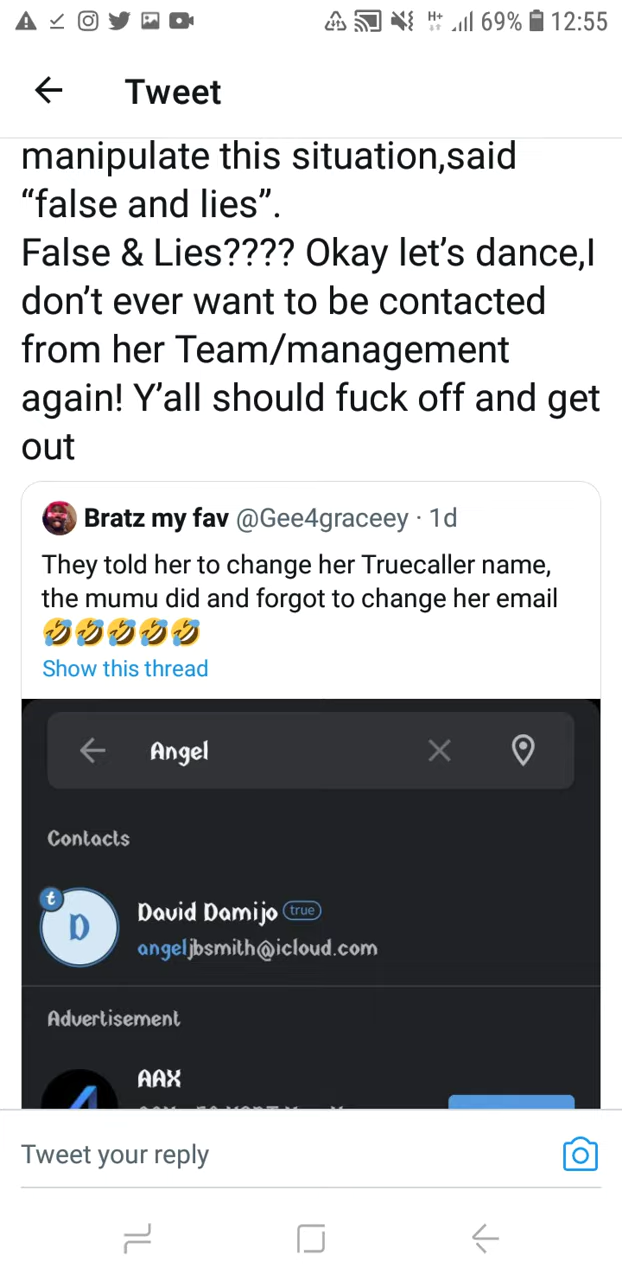 H+ 69% 12:55
Tweet
manipulate this situation,said
“false and lies”.
False & Lies???? Okay let’s dance,I
don’t ever want to be contacted
from her Team/management
again! Y’all should fuck off and get
out
Bratz my fav @Gee4graceey · 1d
They told her to change her Truecaller name,
the mumu did and forgot to change her email
🤣🤣🤣🤣🤣
Show this thread
Angel
Contacts
t
D
David Damijo true
angeljbsmith@icloud.com
Advertisement
AAX
Tweet your reply